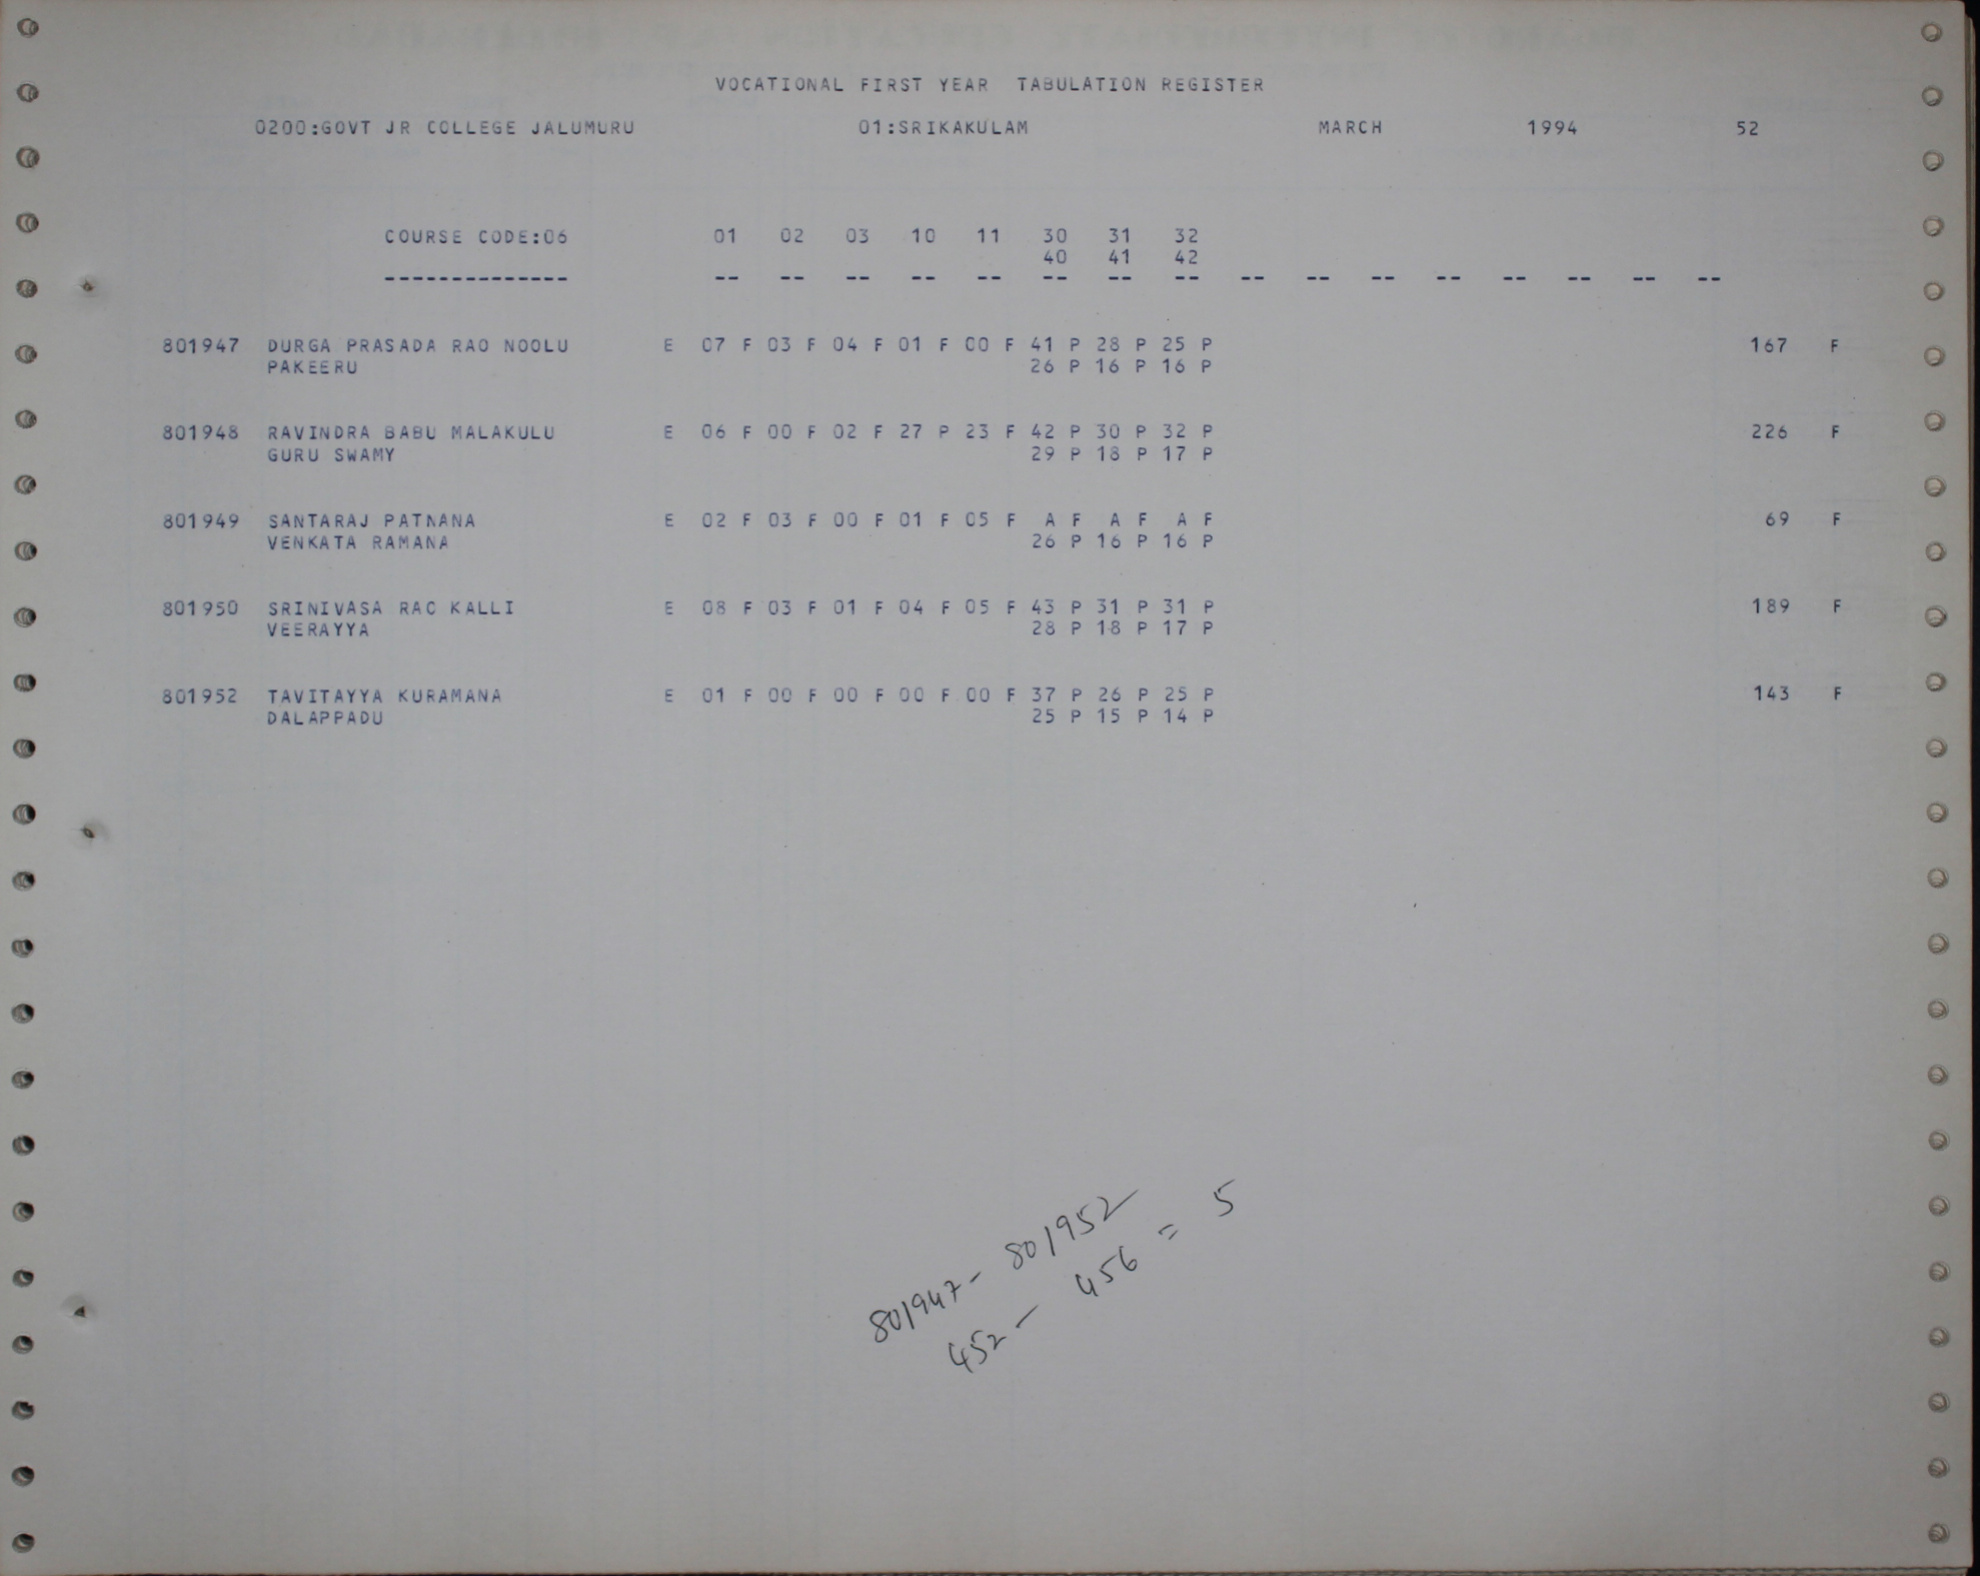 VOCATIONAL FIRST YEAR TABULATION REGISTER
0200:GOVT JR COLLEGE JALUMURU 01:SRIKAKULAM MARCH 1994 52
COURSE CODE:06 01 02 03 10 11 30 31 32
40 41 42
-------------- -- -- -- -- -- -- -- -- -- -- -- -- -- -- -- --
801947 DURGA PRASADA RAO NOOLU E 07 F 03 F 04 F 01 F 00 F 41 P 28 P 25 P 167 F
PAKEERU 26 P 16 P 16 P
801948 RAVINDRA BABU MALAKULU E 06 F 00 F 02 F 27 P 23 F 42 P 30 P 32 P 226 F
GURU SWAMY 29 P 18 P 17 P
801949 SANTARAJ PATNANA E 02 F 03 F 00 F 01 F 05 F A F A F A F 69 F
VENKATA RAMANA 26 P 16 P 16 P
801950 SRINIVASA RAO KALLI E 08 F 03 F 01 F 04 F 05 F 43 P 31 P 31 P 189 F
VEERAYYA 28 P 18 P 17 P
801952 TAVITAYYA KURAMANA E 01 F 00 F 00 F 00 F 00 F 37 P 26 P 25 P 143 F
DALAPPADU 25 P 15 P 14 P
801947 - 801952
452 - 456 = 5